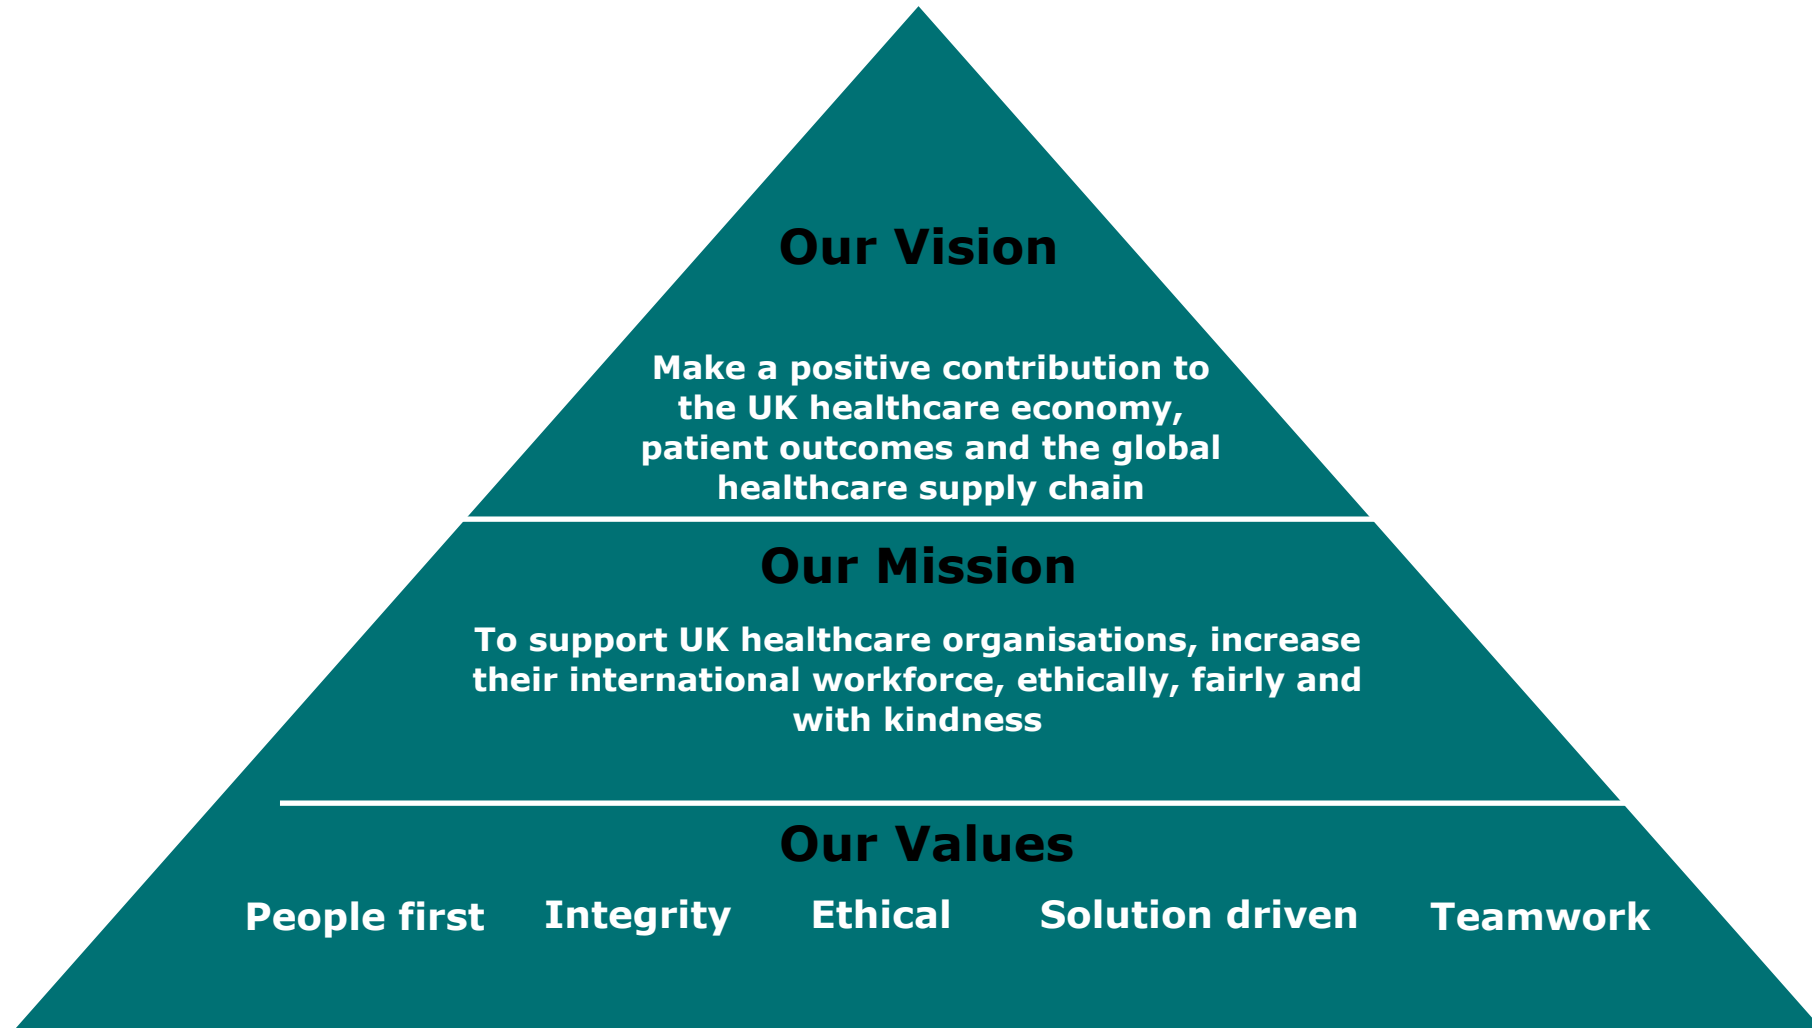 Our Vision
Make a positive contribution to
the UK healthcare economy,
patient outcomes and the global
healthcare supply chain
Our Mission
To support UK healthcare organisations, increase
their international workforce, ethically, fairly and
with kindness
Our Values
People first Integrity Ethical Solution driven Teamwork